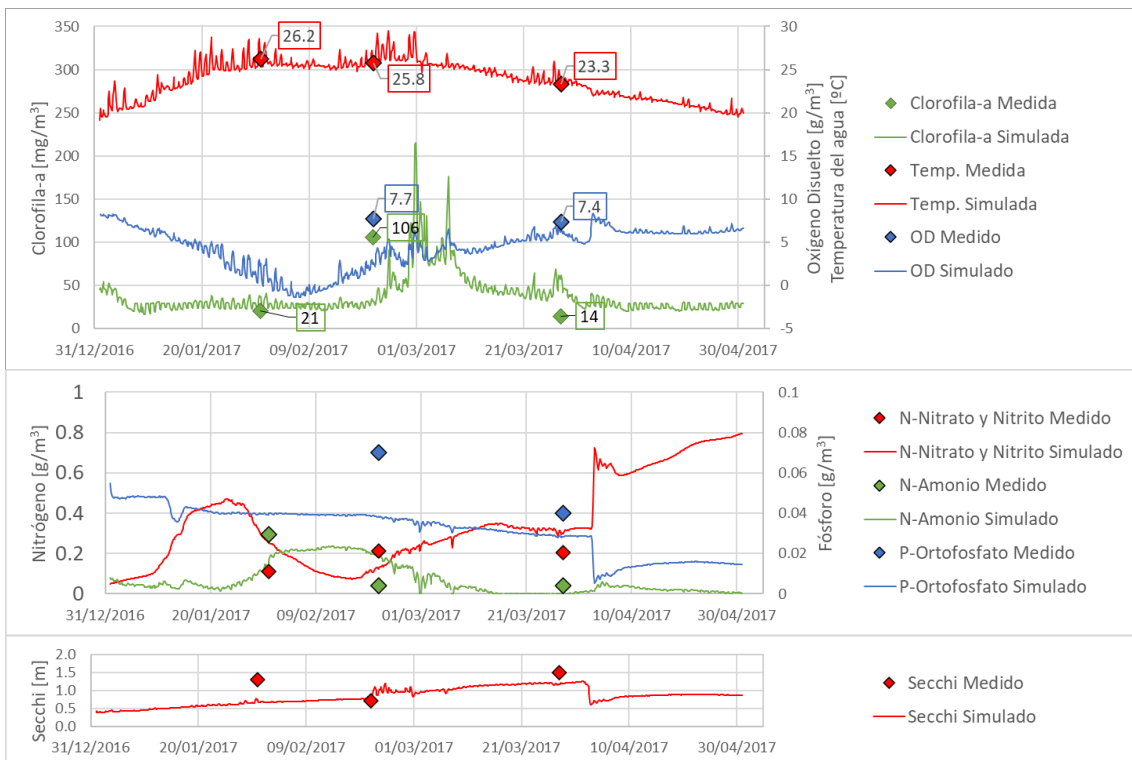 350
300
250
200
150
100
50
0
Clorofila-a [mg/m³]
30
25
20
15
10
5
0
-5
Oxígeno Disuelto [g/m³]
Temperatura del agua [ºC]
26.2
25.8
23.3
7.7
7.4
106
21
14
31/12/2016 20/01/2017 09/02/2017 01/03/2017 21/03/2017 10/04/2017 30/04/2017
Clorofila-a Medida
Clorofila-a Simulada
Temp. Medida
Temp. Simulada
OD Medido
OD Simulado
1
0.8
0.6
0.4
0.2
0
Nitrógeno [g/m³]
0.1
0.08
0.06
0.04
0.02
0
Fósforo [g/m³]
31/12/2016 20/01/2017 09/02/2017 01/03/2017 21/03/2017 10/04/2017 30/04/2017
N-Nitrato y Nitrito Medido
N-Nitrato y Nitrito Simulado
N-Amonio Medido
N-Amonio Simulado
P-Ortofosfato Medido
P-Ortofosfato Simulado
2.0
1.5
1.0
0.5
0.0
Secchi [m]
31/12/2016 20/01/2017 09/02/2017 01/03/2017 21/03/2017 10/04/2017 30/04/2017
Secchi Medido
Secchi Simulado